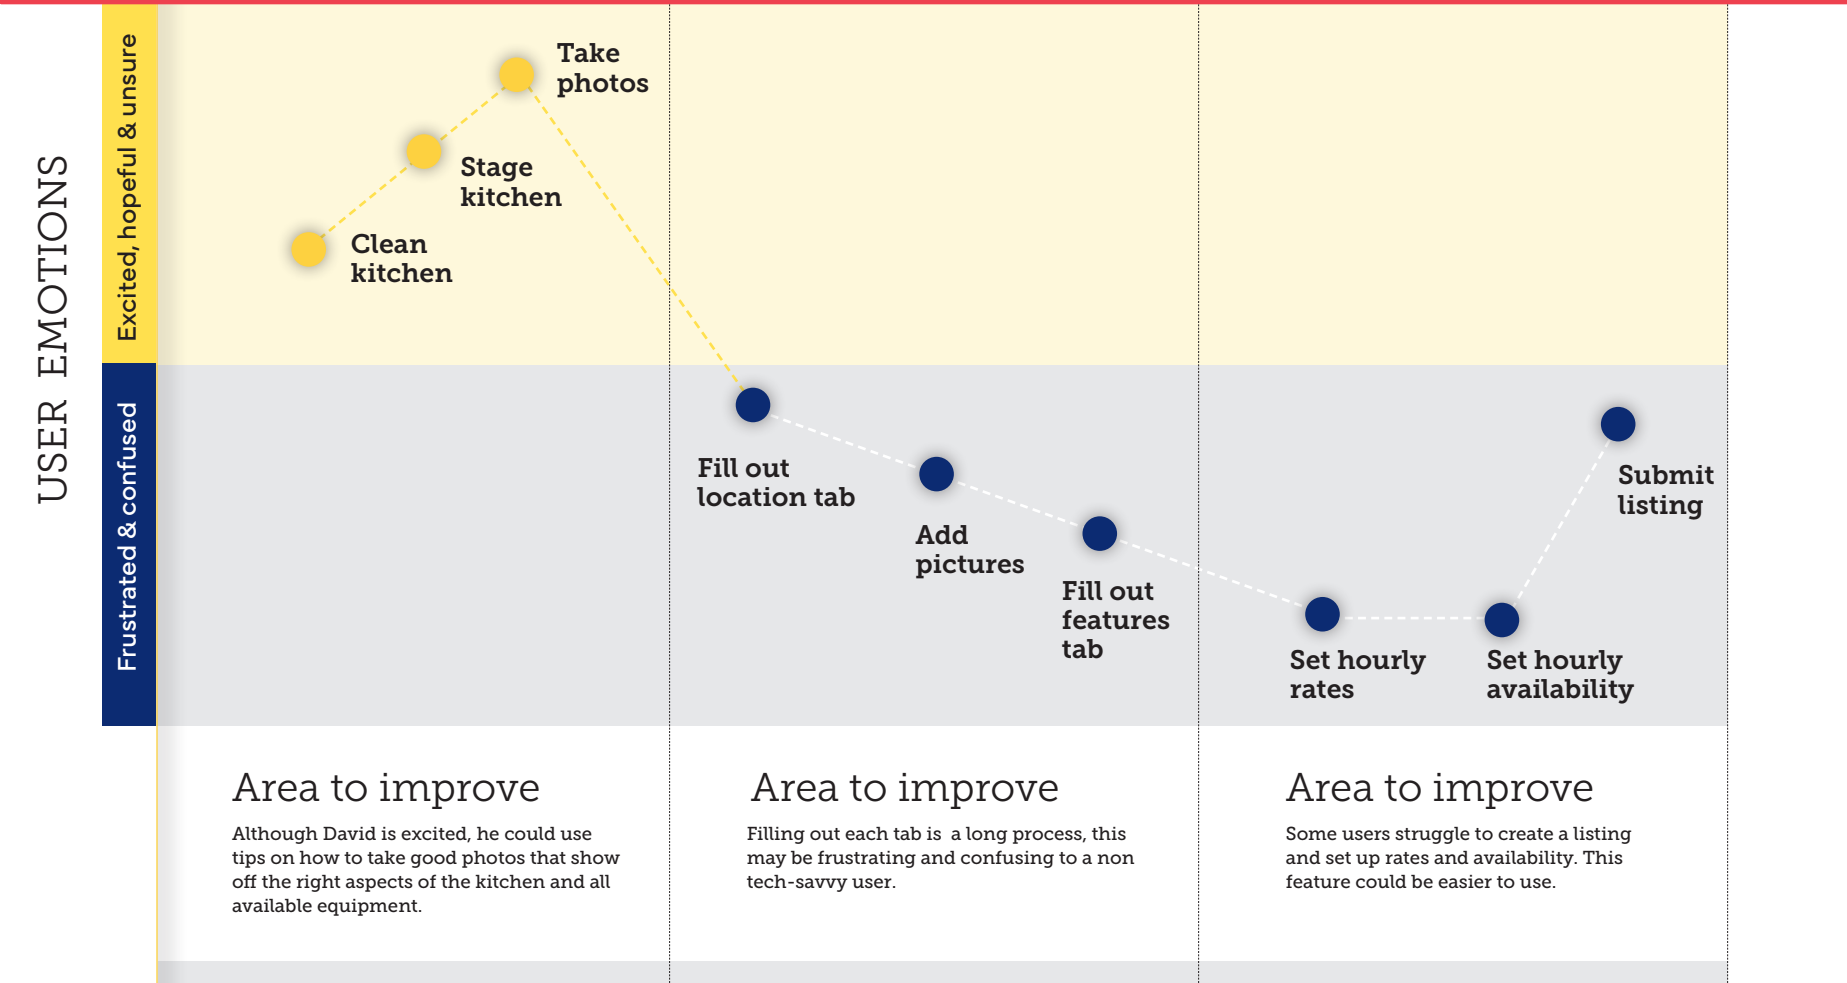 USER EMOTIONS
Excited, hopeful & unsure
Frustrated & confused
Take
photos
Stage
kitchen
Clean
kitchen
Fill out
location tab
Add
pictures
Fill out
features
tab
Set hourly
rates
Set hourly
availability
Submit
listing
Area to improve
Although David is excited, he could use
tips on how to take good photos that show
off the right aspects of the kitchen and all
available equipment.
Area to improve
Filling out each tab is  a long process, this
may be frustrating and confusing to a non
tech-savvy user.
Area to improve
Some users struggle to create a listing
and set up rates and availability. This
feature could be easier to use.